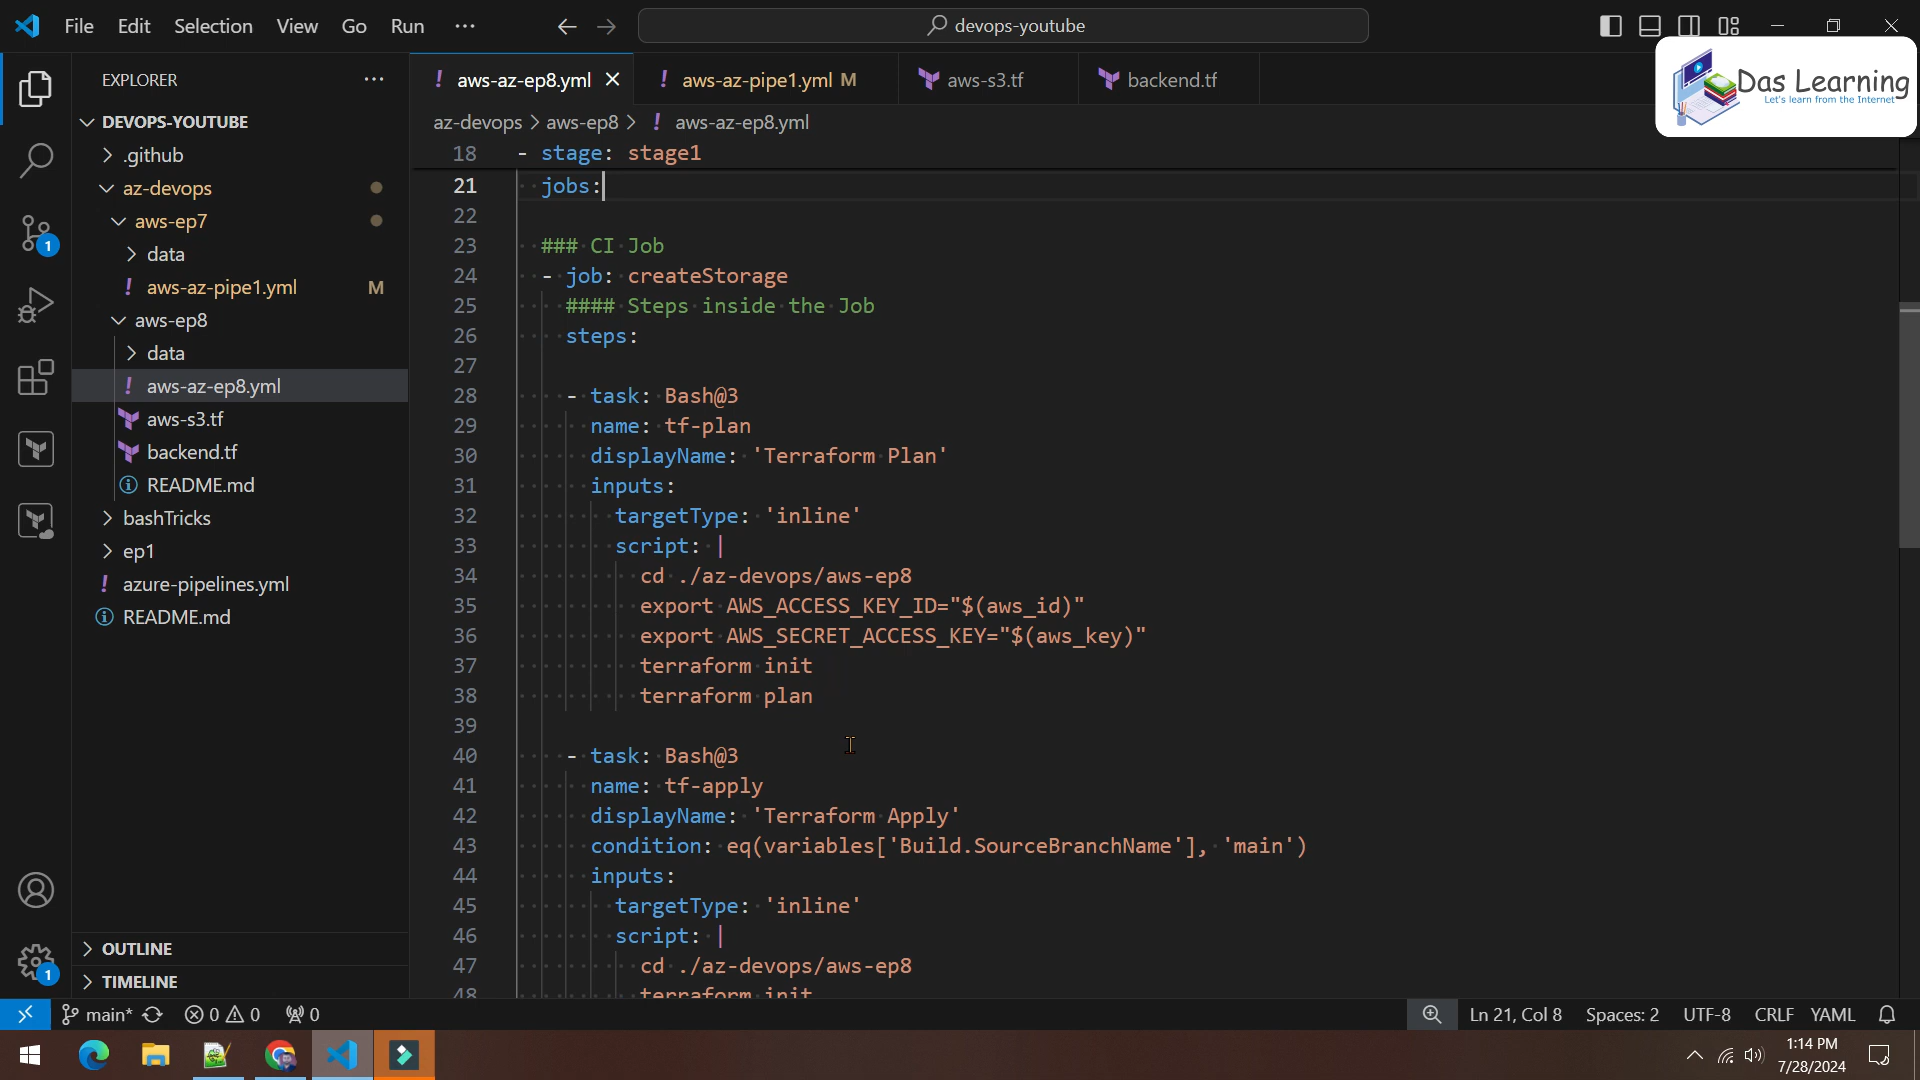 File Edit Selection View Go Run ···
devops-youtube
EXPLORER ···
DEVOPS-YOUTUBE
.github
az-devops
aws-ep7
data
! aws-az-pipe1.yml M
aws-ep8
data
! aws-az-ep8.yml
aws-s3.tf
backend.tf
README.md
bashTricks
ep1
! azure-pipelines.yml
README.md
OUTLINE
TIMELINE
1
1
! aws-az-ep8.yml ! aws-az-pipe1.yml M aws-s3.tf backend.tf
Das Learning
Let's learn from the Internet
az-devops > aws-ep8 > ! aws-az-ep8.yml
18 - stage: stage1
21 jobs:
22
23 ### CI Job
24 - job: createStorage
25 #### Steps inside the Job
26 steps:
27
28 - task: Bash@3
29 name: tf-plan
30 displayName: 'Terraform Plan'
31 inputs:
32 targetType: 'inline'
33 script: |
34 cd ./az-devops/aws-ep8
35 export AWS_ACCESS_KEY_ID="$(aws_id)"
36 export AWS_SECRET_ACCESS_KEY="$(aws_key)"
37 terraform init
38 terraform plan
39
40 - task: Bash@3
41 name: tf-apply
42 displayName: 'Terraform Apply'
43 condition: eq(variables['Build.SourceBranchName'], 'main')
44 inputs:
45 targetType: 'inline'
46 script: |
47 cd ./az-devops/aws-ep8
48 terraform init
main* 0 0 0 Ln 21, Col 8 Spaces: 2 UTF-8 CRLF YAML
1:14 PM
7/28/2024